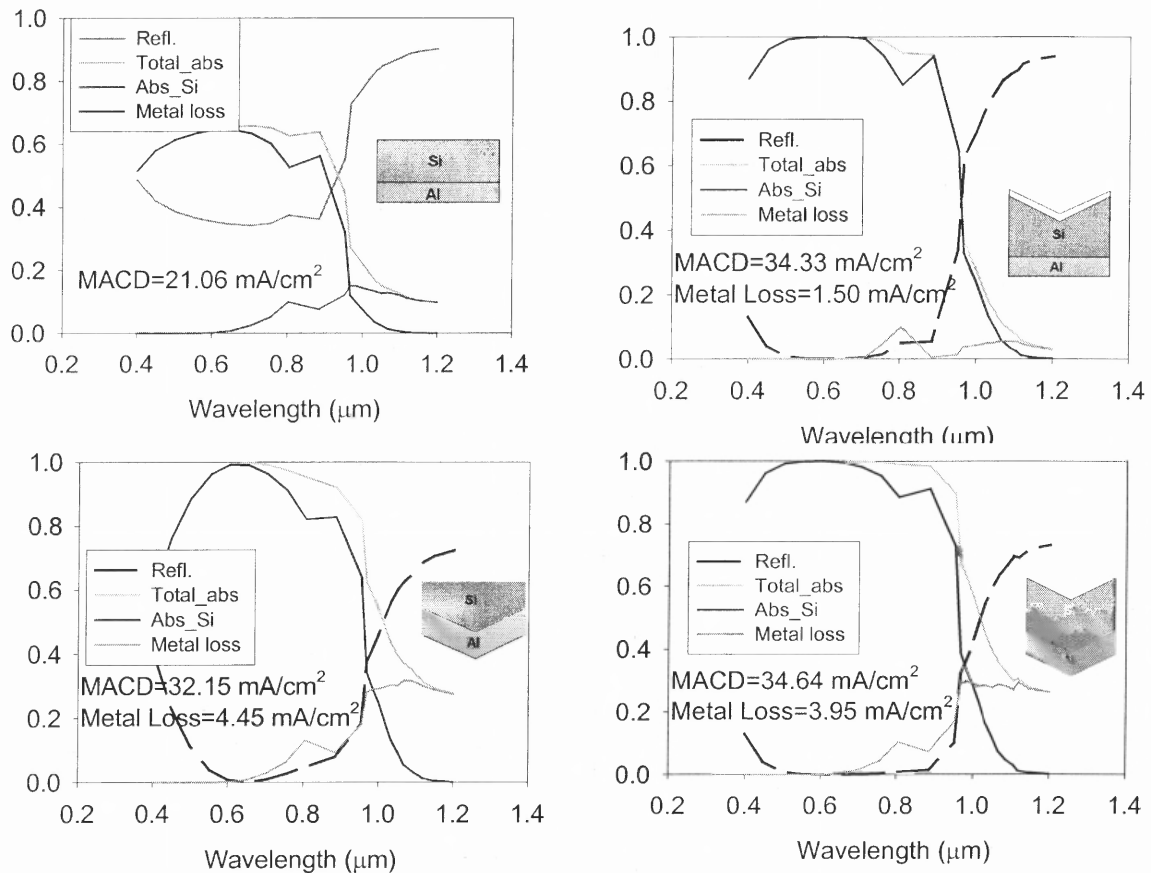 1.0
0.8
0.6
0.4
0.2
0.0
Refl.
Total_abs
Abs_Si
Metal loss
Si
Al
MACD=21.06 mA/cm²
0.2 0.4 0.6 0.8 1.0 1.2 1.4
Wavelength (μm)
1.0
0.8
0.6
0.4
0.2
0.0
Refl.
Total_abs
Abs_Si
Metal loss
Si
Al
MACD=34.33 mA/cm²
Metal Loss=1.50 mA/cm²
0.2 0.4 0.6 0.8 1.0 1.2 1.4
Wavelength (μm)
1.0
0.8
0.6
0.4
0.2
0.0
Refl.
Total_abs
Abs_Si
Metal loss
Si
Al
MACD=32.15 mA/cm²
Metal Loss=4.45 mA/cm²
0.2 0.4 0.6 0.8 1.0 1.2 1.4
Wavelength (μm)
1.0
0.8
0.6
0.4
0.2
0.0
Refl.
Total_abs
Abs_Si
Metal loss
MACD=34.64 mA/cm²
Metal Loss=3.95 mA/cm²
0.2 0.4 0.6 0.8 1.0 1.2 1.4
Wavelength (μm)